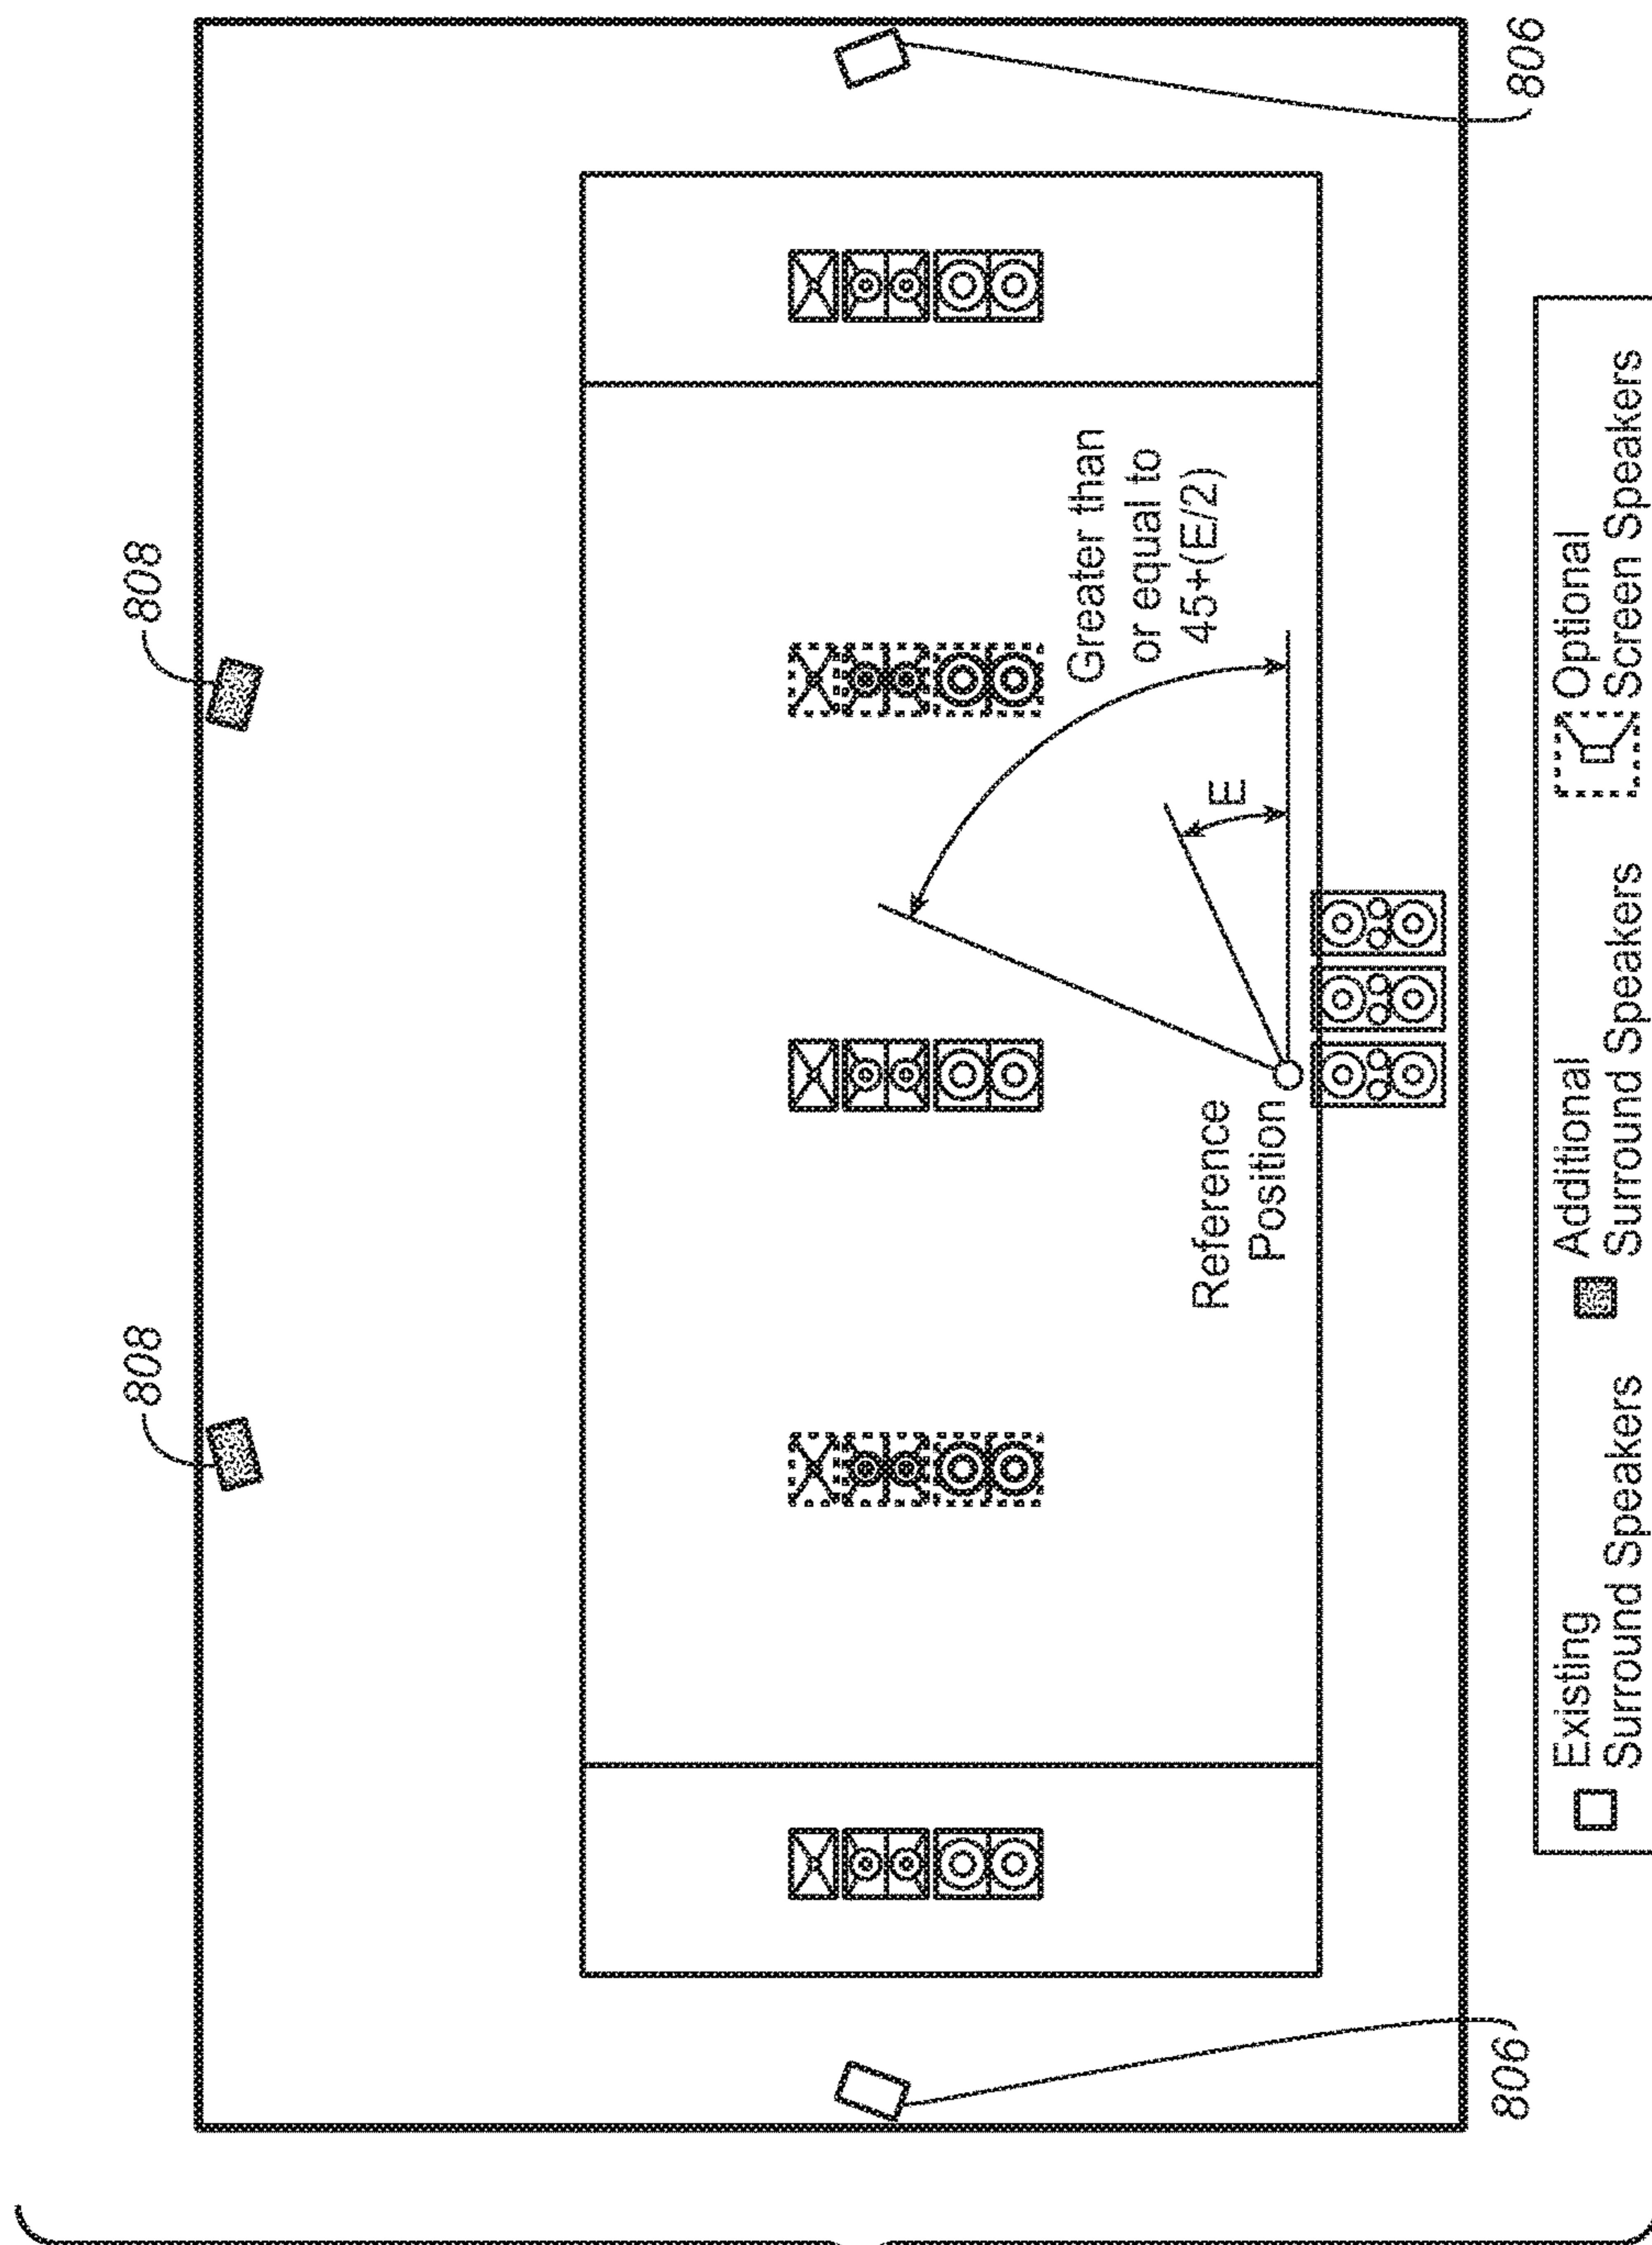 808
808
Greater than
or equal to
45+(E/2)
E
Reference
Position
806
806
Existing
Surround Speakers
Additional
Surround Speakers
Optional
Screen Speakers